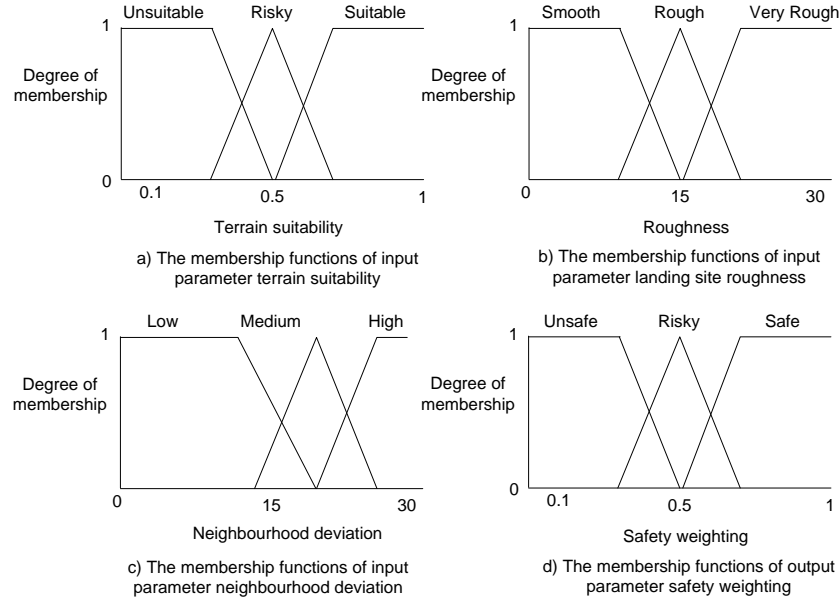 Unsuitable Risky Suitable
1
Degree of
membership
0
0.1 0.5 1
Terrain suitability
a) The membership functions of input
parameter terrain suitability
Smooth Rough Very Rough
1
Degree of
membership
0 15 30
Roughness
b) The membership functions of input
parameter landing site roughness
Low Medium High
1
Degree of
membership
0 15 30
Neighbourhood deviation
c) The membership functions of input
parameter neighbourhood deviation
Unsafe Risky Safe
1
Degree of
membership
0
0.1 0.5 1
Safety weighting
d) The membership functions of output
parameter safety weighting